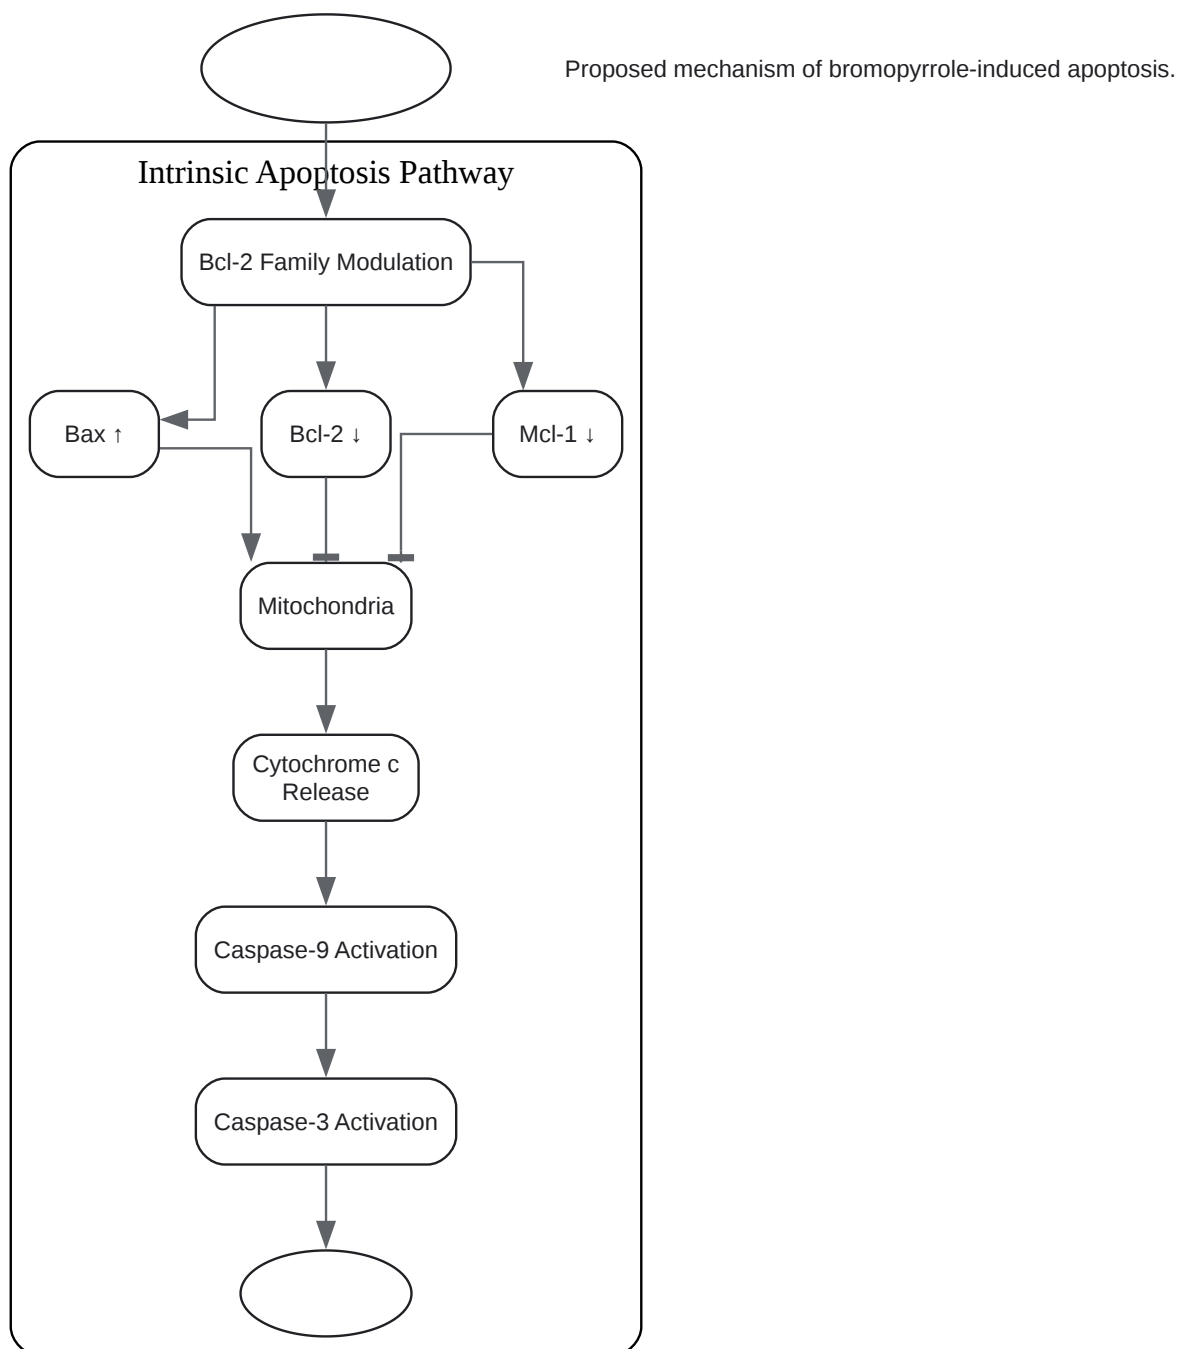 Proposed mechanism of bromopyrrole-induced apoptosis.
Intrinsic Apoptosis Pathway
Bcl-2 Family Modulation
Bax ↑
Bcl-2 ↓
Mcl-1 ↓
Mitochondria
Cytochrome c
Release
Caspase-9 Activation
Caspase-3 Activation